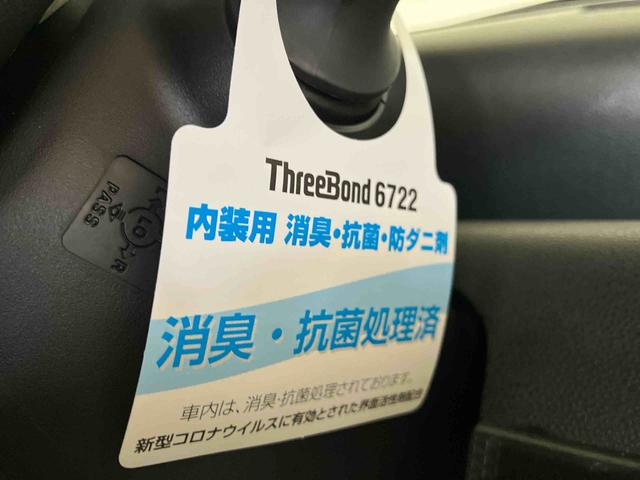 ThreeBond 6722
内装用 消臭・抗菌・防ダニ剤
消臭・抗菌処理済
車内は、消臭・抗菌処理されております。
新型コロナウイルスに有効とされた界面活性剤配合
PASS
LO
R